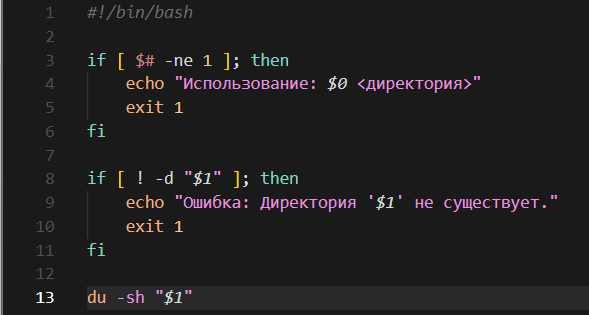 1 #!/bin/bash
2
3 if [ $# -ne 1 ]; then
4     echo "Использование: $0 <директория>"
5     exit 1
6 fi
7
8 if [ ! -d "$1" ]; then
9     echo "Ошибка: Директория '$1' не существует."
10     exit 1
11 fi
12
13 du -sh "$1"